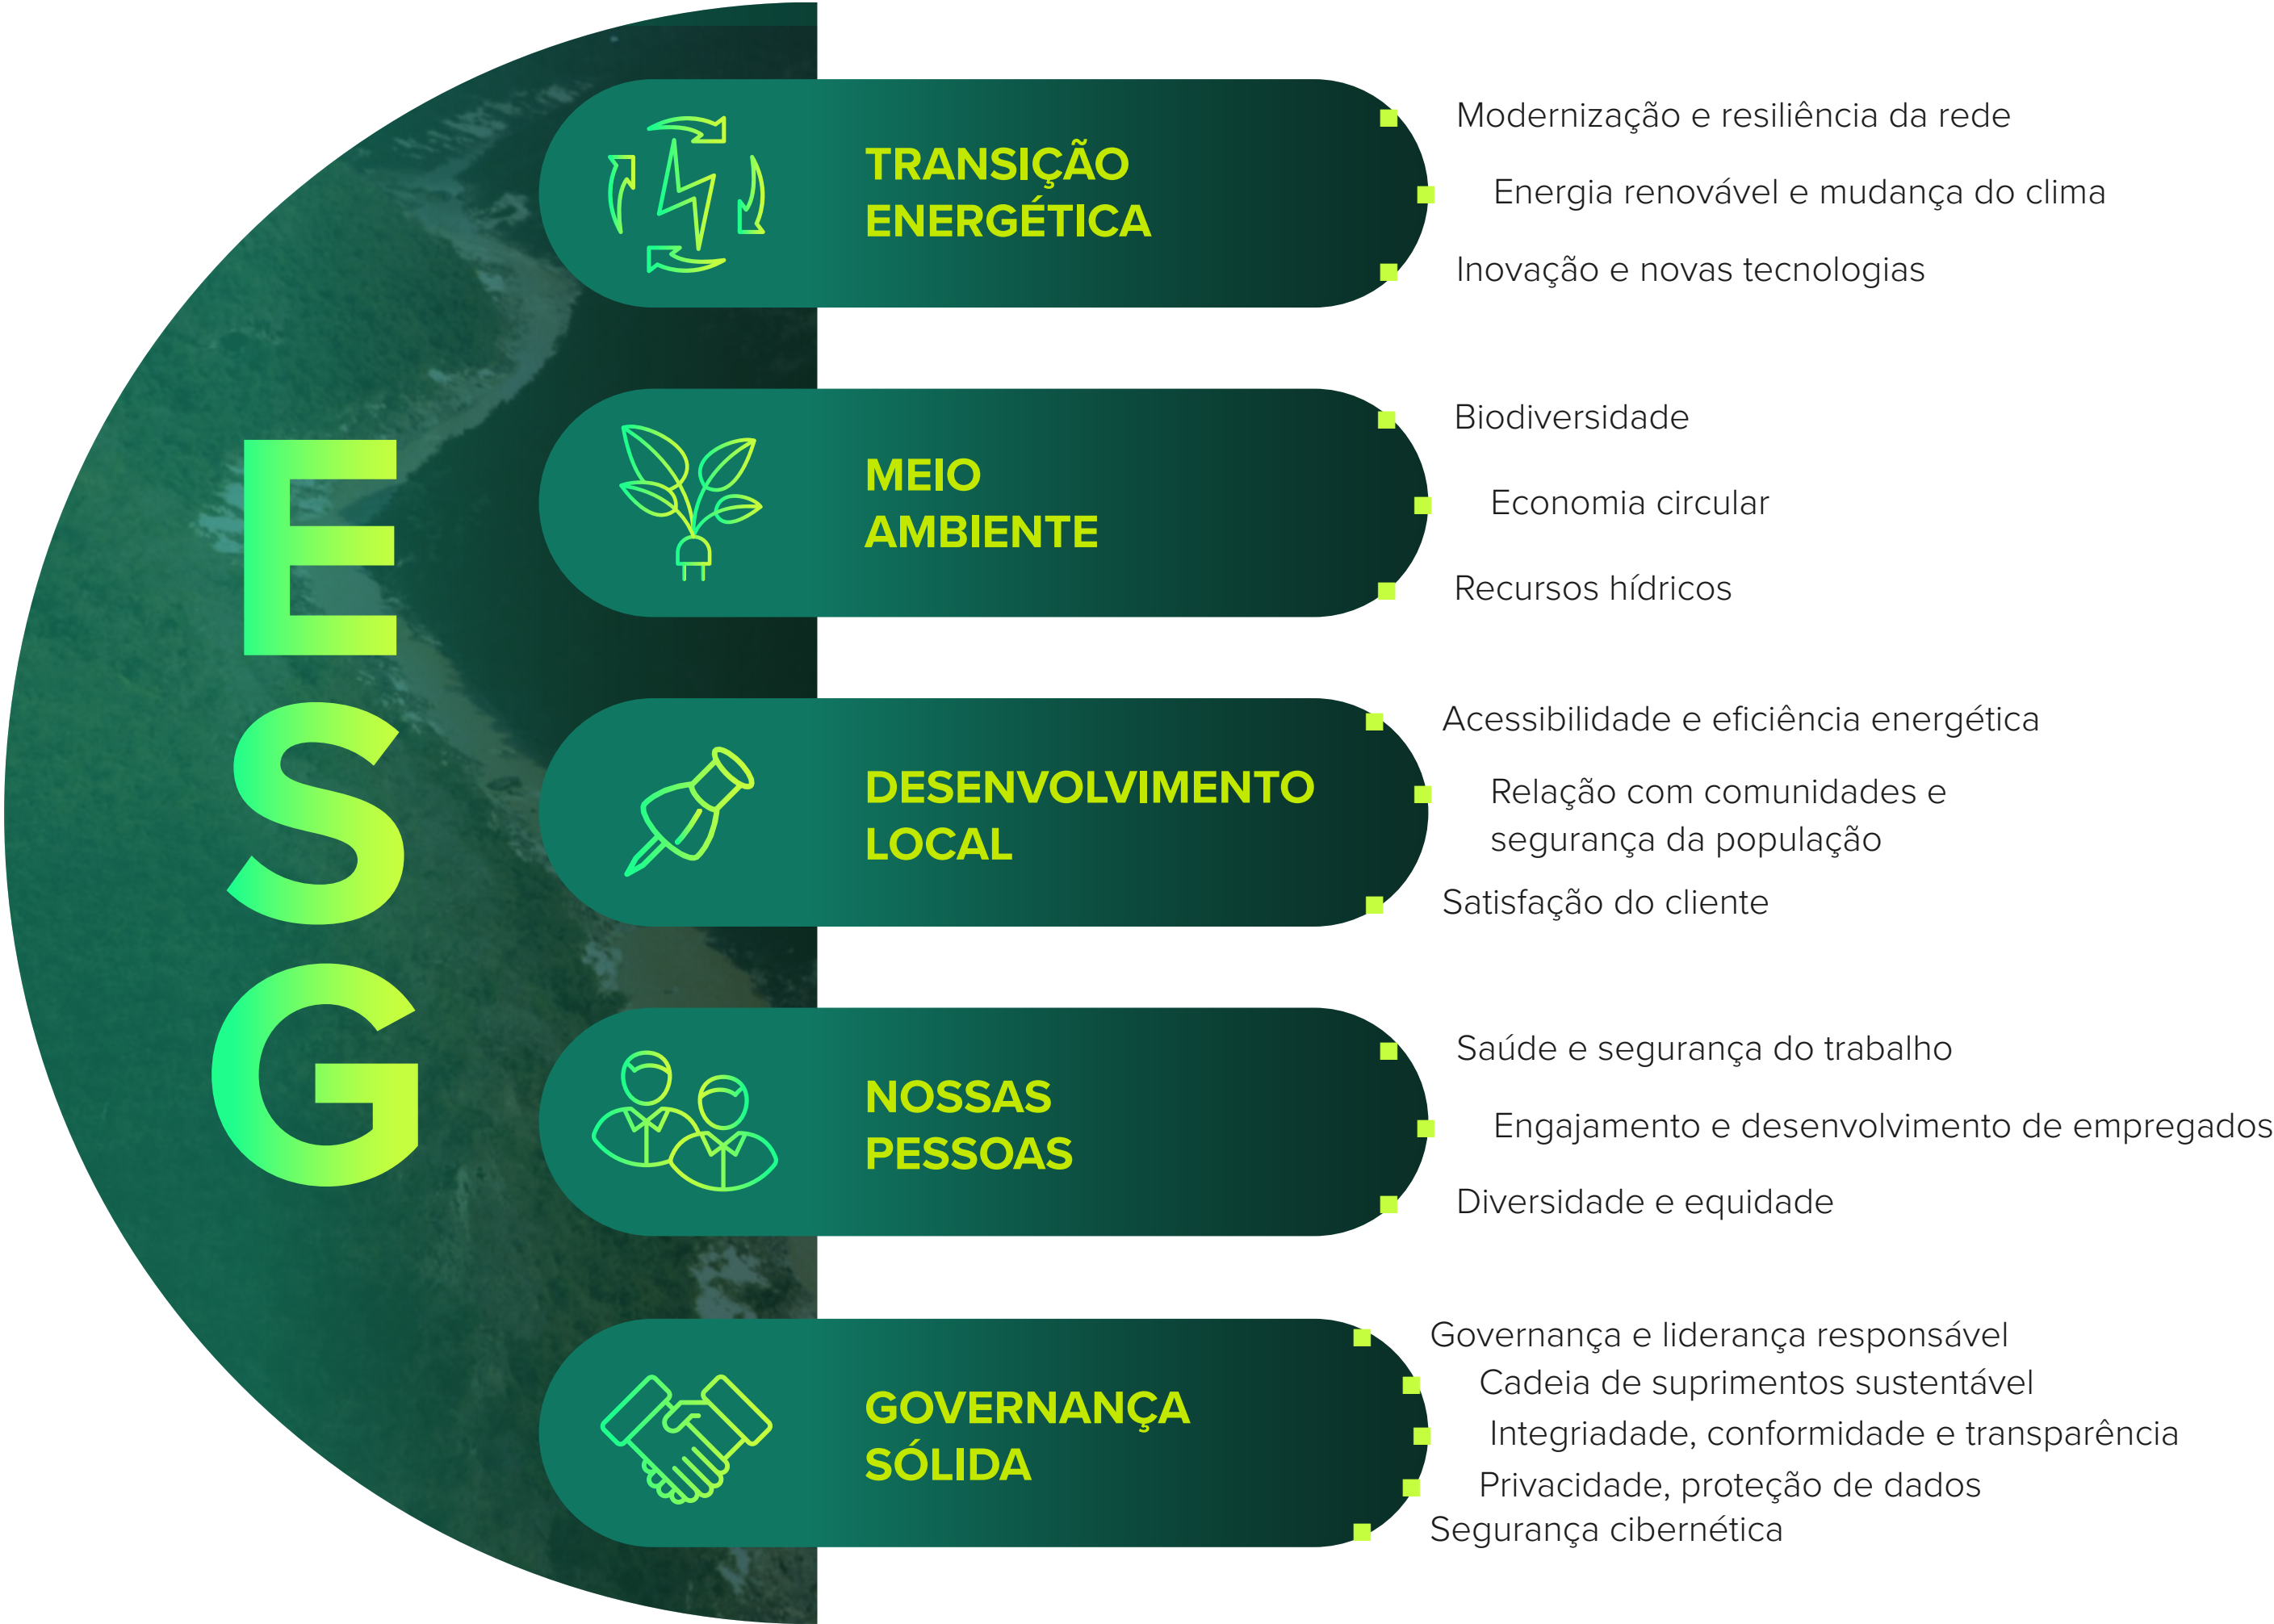 E
S
G
TRANSIÇÃO
ENERGÉTICA
Modernização e resiliência da rede
Energia renovável e mudança do clima
Inovação e novas tecnologias
MEIO
AMBIENTE
Biodiversidade
Economia circular
Recursos hídricos
DESENVOLVIMENTO
LOCAL
Acessibilidade e eficiência energética
Relação com comunidades e
segurança da população
Satisfação do cliente
NOSSAS
PESSOAS
Saúde e segurança do trabalho
Engajamento e desenvolvimento de empregados
Diversidade e equidade
GOVERNANÇA
SÓLIDA
Governança e liderança responsável
Cadeia de suprimentos sustentável
Integriadade, conformidade e transparência
Privacidade, proteção de dados
Segurança cibernética